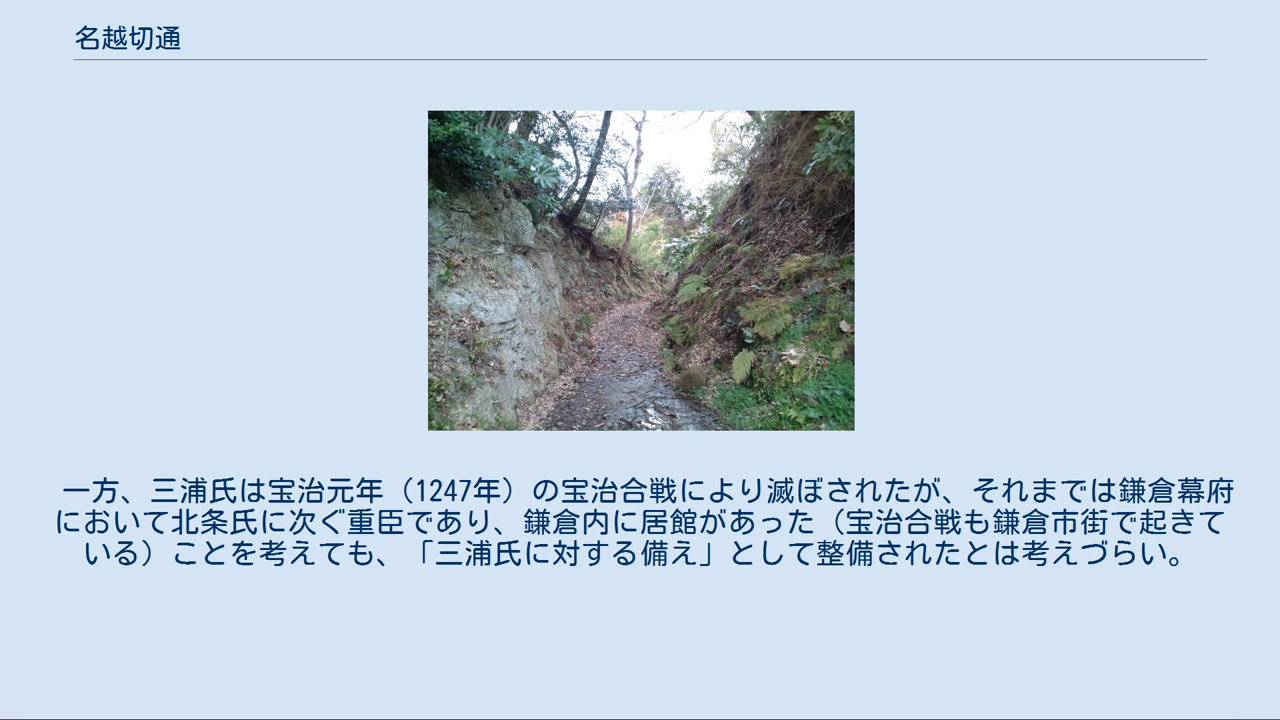 名越切通
一方、三浦氏は宝治元年（1247年）の宝治合戦により滅ぼされたが、それまでは鎌倉幕府
において北条氏に次ぐ重臣であり、鎌倉内に居館があった（宝治合戦も鎌倉市街で起きて
いる）ことを考えても、「三浦氏に対する備え」として整備されたとは考えづらい。